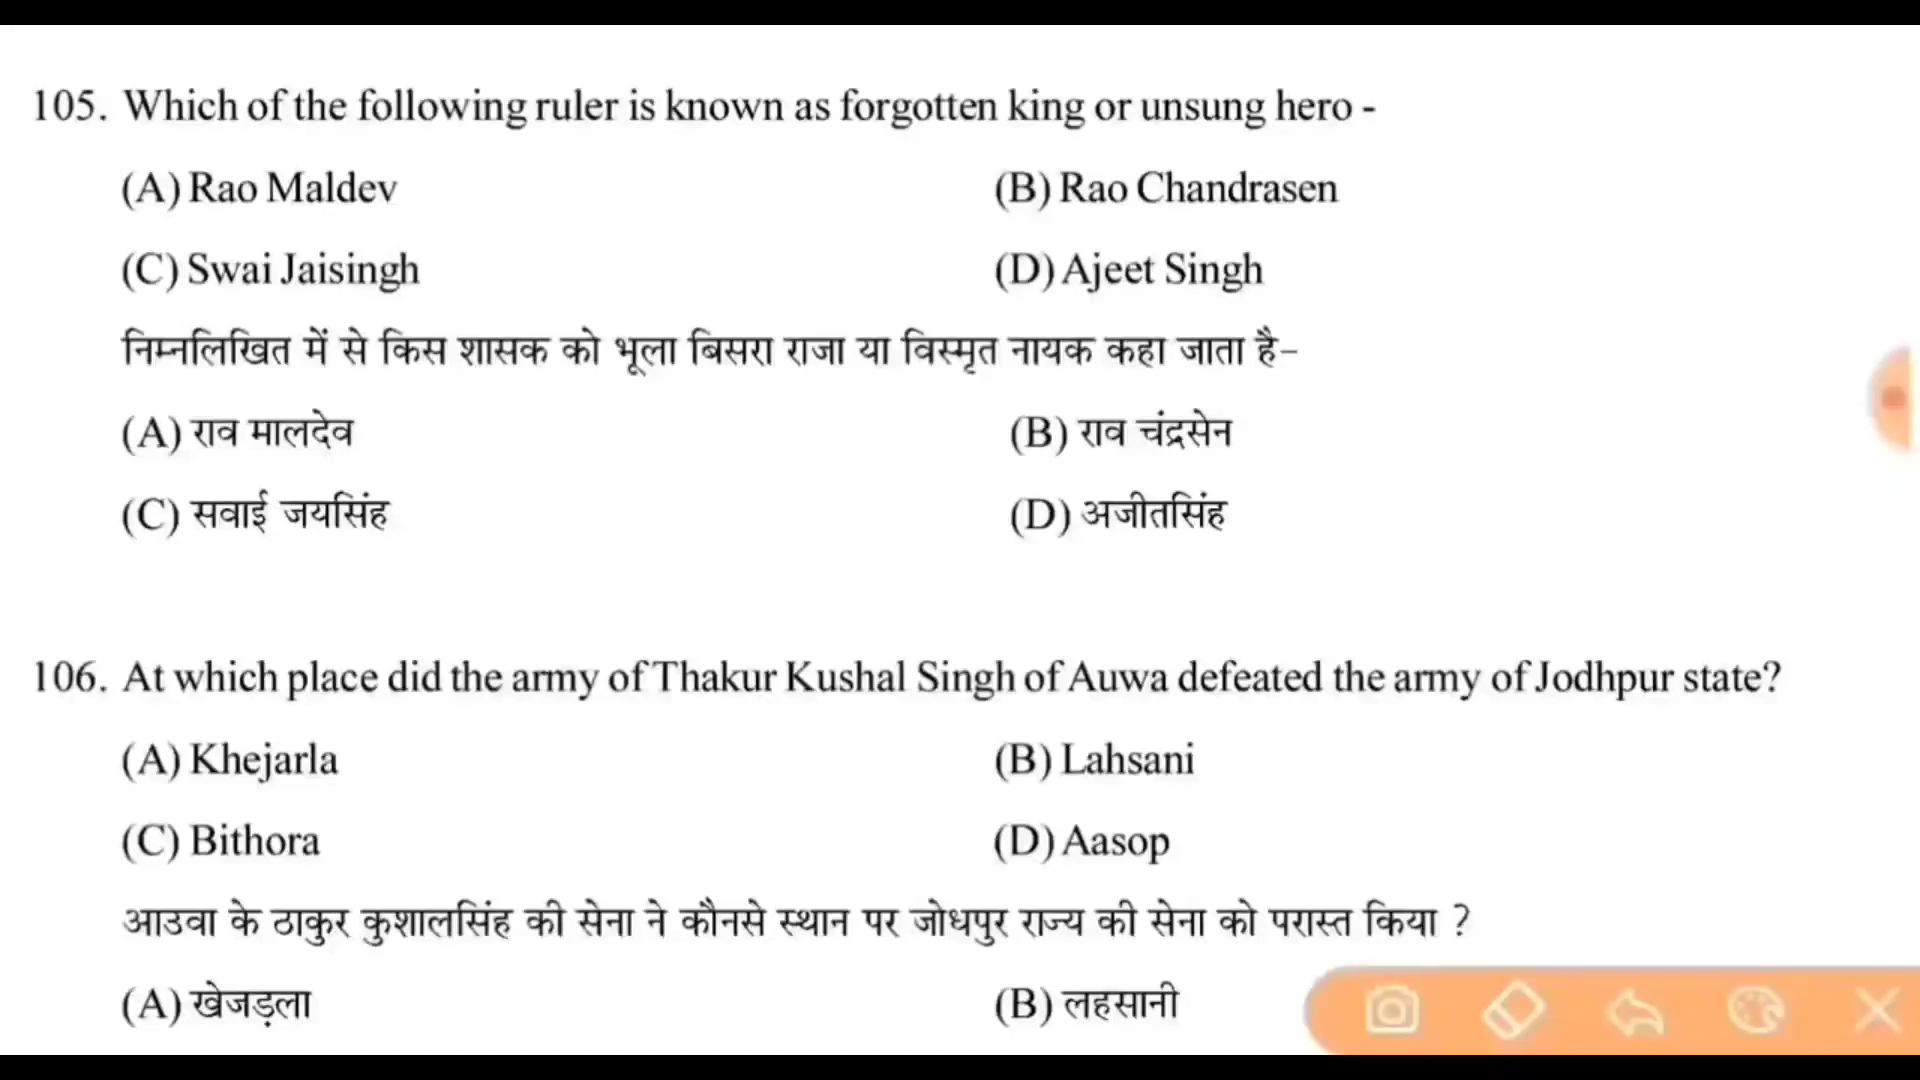 105. Which of the following ruler is known as forgotten king or unsung hero -
(A) Rao Maldev (B) Rao Chandrasen
(C) Swai Jaisingh (D) Ajeet Singh
निम्नलिखित में से किस शासक को भूला बिसरा राजा या विस्मृत नायक कहा जाता है–
(A) राव मालदेव (B) राव चंद्रसेन
(C) सवाई जयसिंह (D) अजीतसिंह
106. At which place did the army of Thakur Kushal Singh of Auwa defeated the army of Jodhpur state?
(A) Khejarla (B) Lahsani
(C) Bithora (D) Aasop
आउवा के ठाकुर कुशालसिंह की सेना ने कौनसे स्थान पर जोधपुर राज्य की सेना को परास्त किया ?
(A) खेजड़ला (B) लहसानी